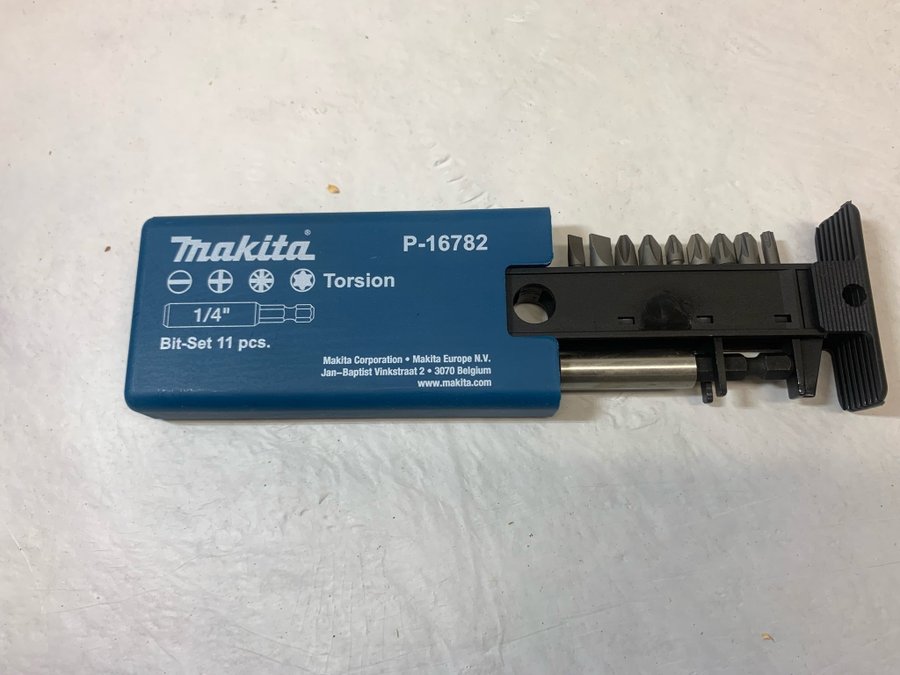 makita®
P-16782
Torsion
1/4"
Bit-Set 11 pcs.
Makita Corporation • Makita Europe N.V.
Jan-Baptist Vinkstraat 2 • 3070 Belgium
www.makita.com